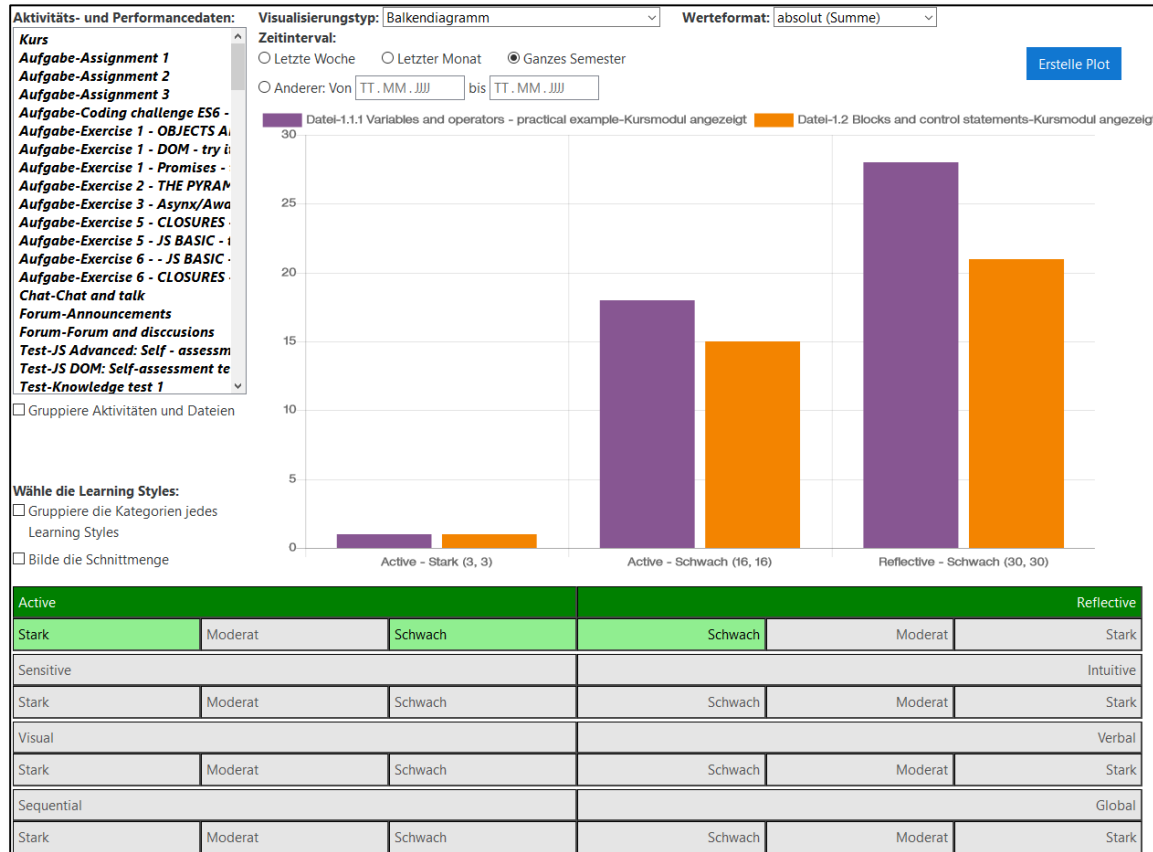 Aktivitäts- und Performancedaten:
Kurs
Aufgabe-Assignment 1
Aufgabe-Assignment 2
Aufgabe-Assignment 3
Aufgabe-Coding challenge ES6 -
Aufgabe-Exercise 1 - OBJECTS A
Aufgabe-Exercise 1 - DOM - try i
Aufgabe-Exercise 1 - Promises -
Aufgabe-Exercise 2 - THE PYRAM
Aufgabe-Exercise 3 - Asynx/Awa
Aufgabe-Exercise 5 - CLOSURES -
Aufgabe-Exercise 5 - JS BASIC - t
Aufgabe-Exercise 6 - - JS BASIC -
Aufgabe-Exercise 6 - CLOSURES -
Chat-Chat and talk
Forum-Announcements
Forum-Forum and disccusions
Test-JS Advanced: Self - assessm
Test-JS DOM: Self-assessment te
Test-Knowledge test 1
Gruppiere Aktivitäten und Dateien
Wähle die Learning Styles:
Gruppiere die Kategorien jedes
Learning Styles
Bilde die Schnittmenge
Visualisierungstyp: Balkendiagramm
Werteformat: absolut (Summe)
Zeitinterval:
Letzte Woche Letzter Monat Ganzes Semester
Anderer: Von TT.MM.JJJJ bis TT.MM.JJJJ
Erstelle Plot
Datei-1.1.1 Variables and operators - practical example-Kursmodul angezeigt Datei-1.2 Blocks and control statements-Kursmodul angezeigt
30
25
20
15
10
5
0
Active - Stark (3, 3) Active - Schwach (16, 16) Reflective - Schwach (30, 30)
Active Reflective
Stark Moderat Schwach Schwach Moderat Stark
Sensitive Intuitive
Stark Moderat Schwach Schwach Moderat Stark
Visual Verbal
Stark Moderat Schwach Schwach Moderat Stark
Sequential Global
Stark Moderat Schwach Schwach Moderat Stark